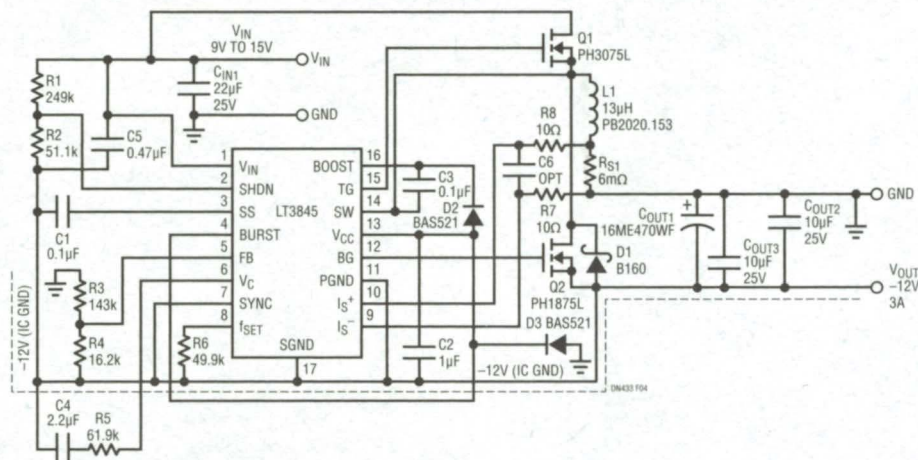 VIN
9V TO 15V
VIN
CIN1
22µF
25V
GND
R1
249k
R2
51.1k
C5
0.47µF
Q1
PH3075L
L1
13µH
PB2020.153
R8
10Ω
C6
OPT
RS1
6mΩ
R7
10Ω
1
VIN
2
SHDN
3
SS
4
BURST
5
FB
6
VC
7
SYNC
8
fSET
LT3845
SGND
17
16
BOOST
15
TG
14
SW
13
VCC
12
BG
11
PGND
10
IS+
9
IS–
C3
0.1µF
D2
BAS521
C1
0.1µF
R3
143k
R4
16.2k
R6
49.9k
C2
1µF
Q2
PH1875L
D1
B160
D3 BAS521
–12V (IC GND)
–12V (IC GND)
+
COUT1
16ME470WF
COUT3
10µF
25V
COUT2
10µF
25V
GND
VOUT
–12V
3A
DN433 F04
C4
2.2µF
R5
61.9k